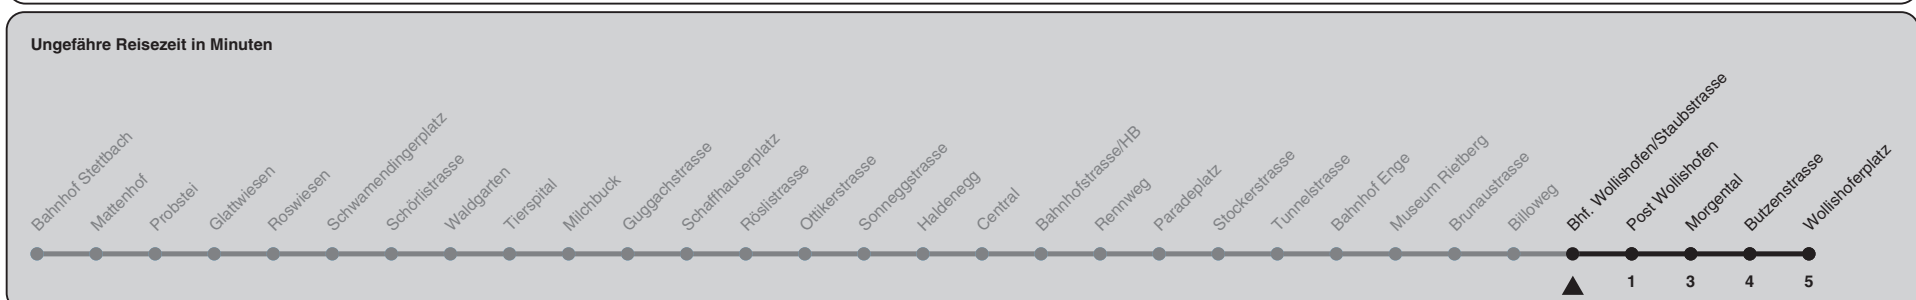 Ungefähre Reisezeit in Minuten
Bahnhof Stettbach
Mattenhof
Probstei
Glattwiesen
Roswiesen
Schwamendingerplatz
Schörlistrasse
Waldgarten
Tierspital
Milchbuck
Guggachstrasse
Schaffhauserplatz
Röslistrasse
Ottikerstrasse
Sonneggstrasse
Haldenegg
Central
Bahnhofstrasse/HB
Rennweg
Paradeplatz
Stockerstrasse
Tunnelstrasse
Bahnhof Enge
Museum Rietberg
Brunaustrasse
Billoweg
Bhf. Wollishofen/Staubstrasse
Post Wollishofen
Morgental
Butzenstrasse
Wollishoferplatz
1 3 4 5